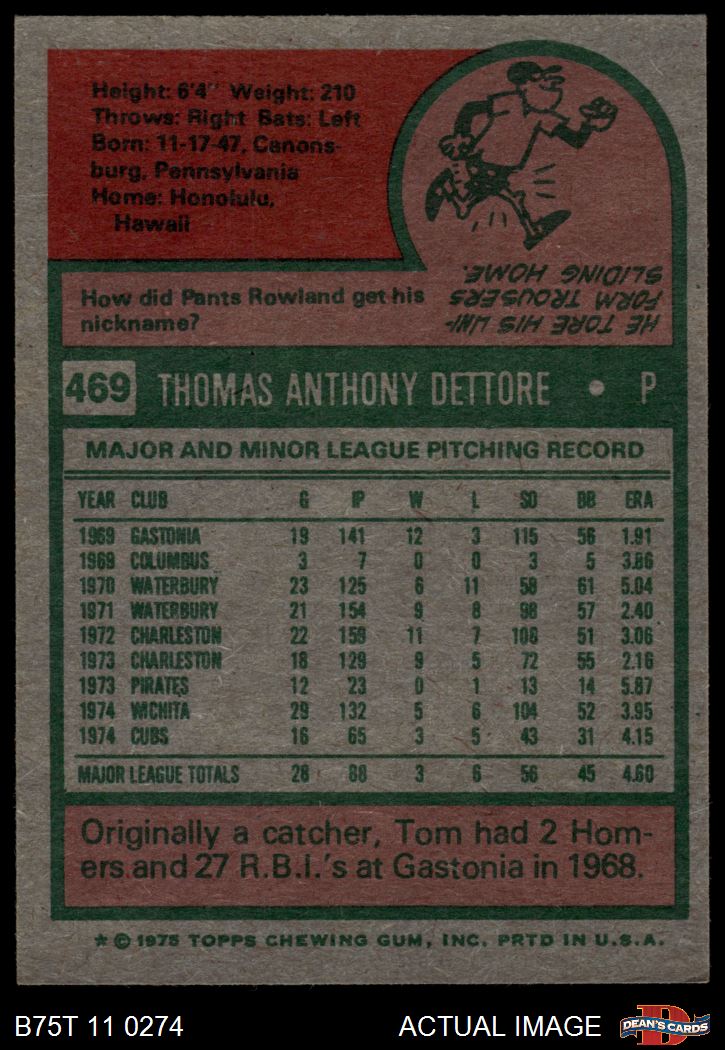 Height: 6'4" Weight: 210
Throws: Right Bats: Left
Born: 11-17-47, Canons-
burg, Pennsylvania
Home: Honolulu,
Hawaii
How did Pants Rowland get his
nickname?
HE TORE HIS UNI-
FORM TROUSERS
SLIDING HOME.
469 THOMAS ANTHONY DETTORE • P
MAJOR AND MINOR LEAGUE PITCHING RECORD
YEAR CLUB G IP W L SO BB ERA
1969 GASTONIA 19 141 12 3 115 56 1.91
1969 COLUMBUS 3 7 0 0 3 5 3.86
1970 WATERBURY 23 125 6 11 58 61 5.04
1971 WATERBURY 21 154 9 8 98 57 2.40
1972 CHARLESTON 22 159 11 7 108 51 3.06
1973 CHARLESTON 18 129 9 5 72 55 2.16
1973 PIRATES 12 23 0 1 13 14 5.87
1974 WICHITA 29 132 5 6 104 52 3.95
1974 CUBS 16 65 3 5 43 31 4.15
MAJOR LEAGUE TOTALS 28 88 3 6 56 45 4.60
Originally a catcher, Tom had 2 Hom-
ers and 27 R.B.I.'s at Gastonia in 1968.
* © 1975 TOPPS CHEWING GUM, INC. PRTD IN U.S.A.
B75T 11 0274 ACTUAL IMAGE D DEAN'S CARDS